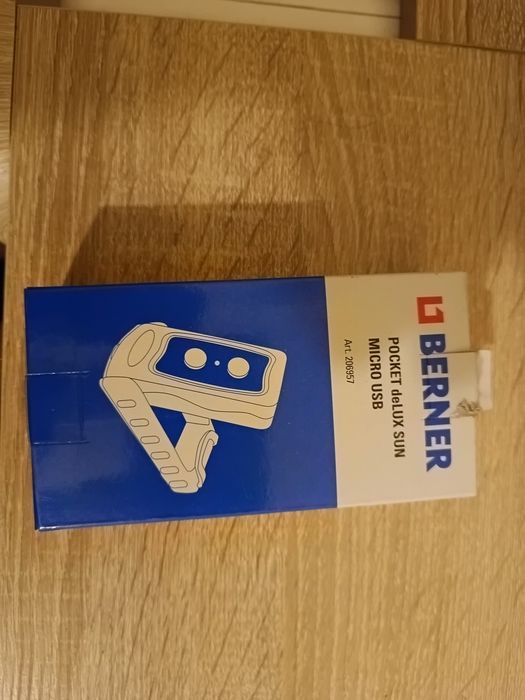 BERNER
POCKET deLUX SUN
MICRO USB
Art. 206957